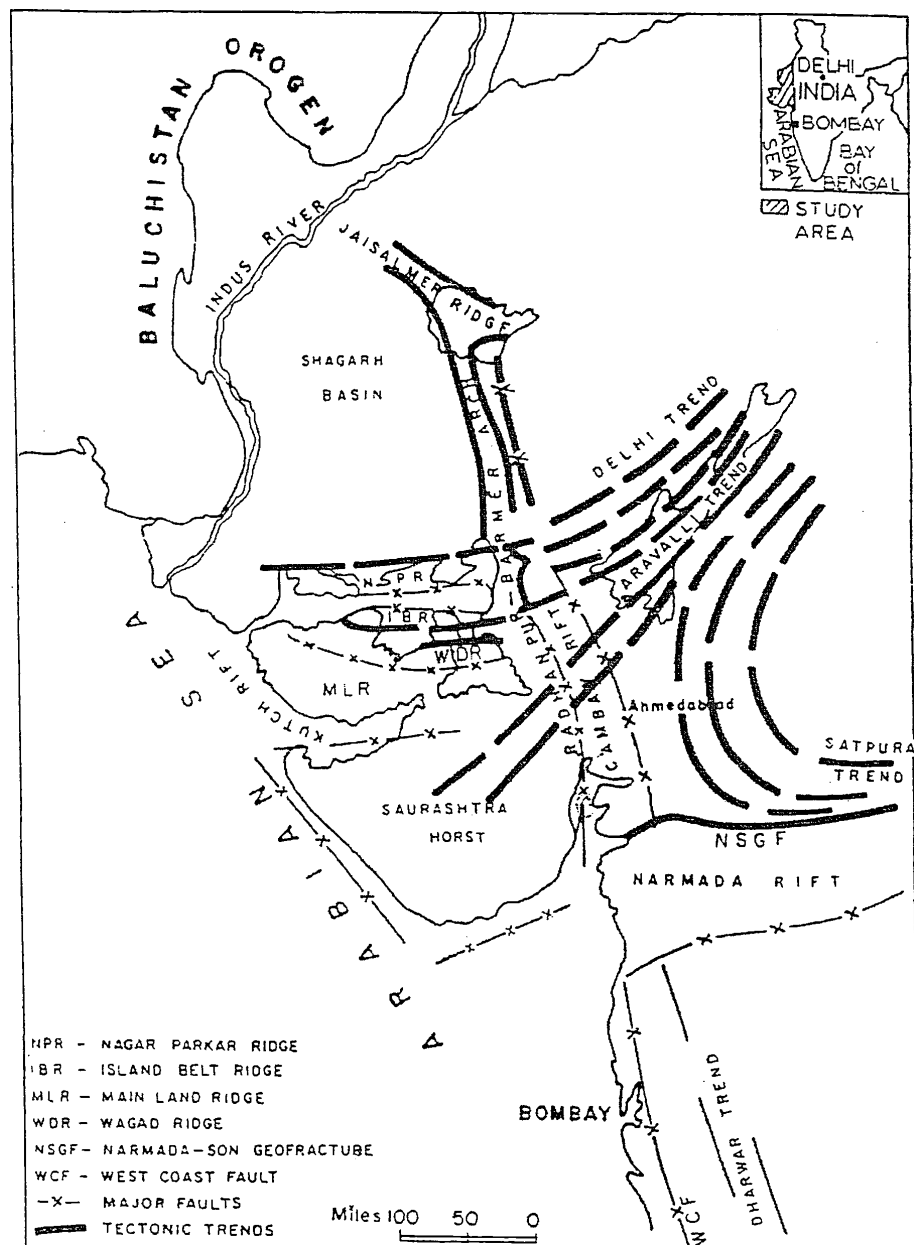 BALUCHISTAN OROGEN
DELHI
INDIA
BOMBAY
ARABIAN SEA
BAY
of
BENGAL
STUDY
AREA
INDUS RIVER
JAISALMER RIDGE
SHAGARH
BASIN
DELHI TREND
ARAVALLI TREND
RADHANPUR-BARMER ARCH
NPR
IBR
WDR
MLR
KUTCH RIFT
CAMBAY RIFT
Ahmedabad
SATPURA
TREND
SAURASHTRA
HORST
NSGF
NARMADA RIFT
ARABIAN SEA
BOMBAY
WCF
DHARWAR TREND
NPR - NAGAR PARKAR RIDGE
IBR - ISLAND BELT RIDGE
MLR - MAIN LAND RIDGE
WDR - WAGAD RIDGE
NSGF- NARMADA-SON GEOFRACTUBE
WCF - WEST COAST FAULT
-X- MAJOR FAULTS
TECTONIC TRENDS
Miles 100 50 0